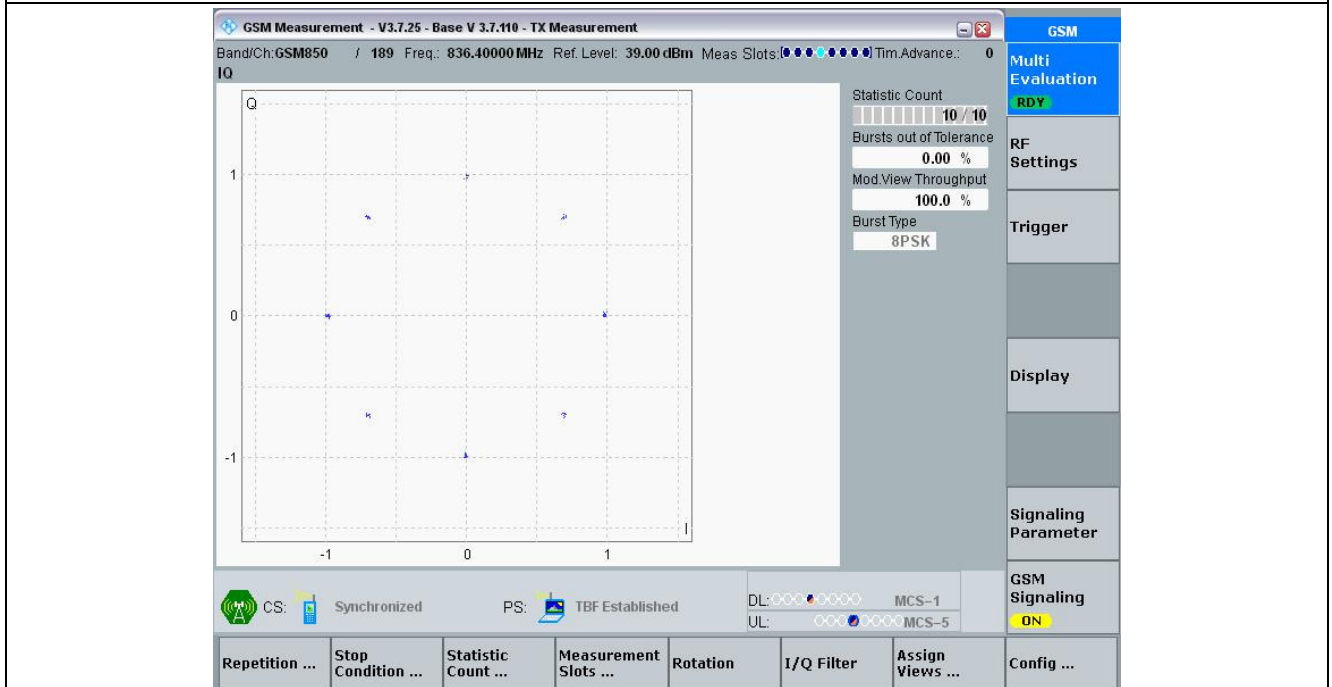 GSM Measurement - V3.7.25 - Base V 3.7.110 - TX Measurement
Band/Ch:GSM850 / 189 Freq.: 836.40000 MHz Ref. Level: 39.00 dBm Meas Slots: Tim.Advance.: 0
IQ
Q
1
0
-1
I
-1 0 1
Statistic Count
10 / 10
Bursts out of Tolerance
0.00 %
Mod.View Throughput
100.0 %
Burst Type
8PSK
GSM
Multi
Evaluation
RDY
RF
Settings
Trigger
Display
Signaling
Parameter
GSM
Signaling
ON
CS: Synchronized PS: TBF Established DL: MCS-1
UL: MCS-5
Repetition ...
Stop
Condition ...
Statistic
Count ...
Measurement
Slots ...
Rotation
I/Q Filter
Assign
Views ...
Config ...